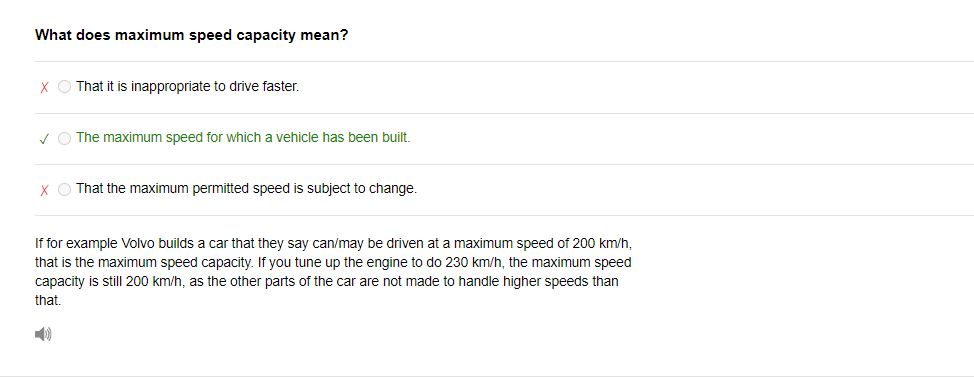 What does maximum speed capacity mean?
X That it is inappropriate to drive faster.
✓ The maximum speed for which a vehicle has been built.
X That the maximum permitted speed is subject to change.
If for example Volvo builds a car that they say can/may be driven at a maximum speed of 200 km/h,
that is the maximum speed capacity. If you tune up the engine to do 230 km/h, the maximum speed
capacity is still 200 km/h, as the other parts of the car are not made to handle higher speeds than
that.